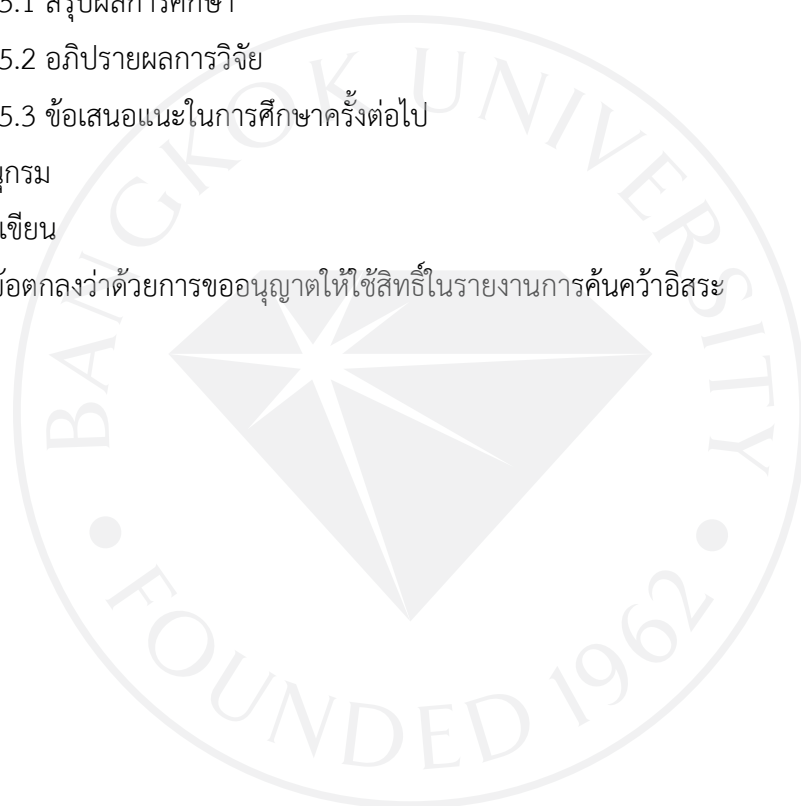 5.1 สรุปผลการศึกษา
5.2 อภิปรายผลการวิจัย
5.3 ข้อเสนอแนะในการศึกษาครั้งต่อไป
กรม
เขียน
อตกลงว่าด้วยการขออนุญาตให้ใช้สิทธิ์ในรายงานการค้นคว้าอิสระ
BANGKOK UNIVERSITY
FOUNDED 1962